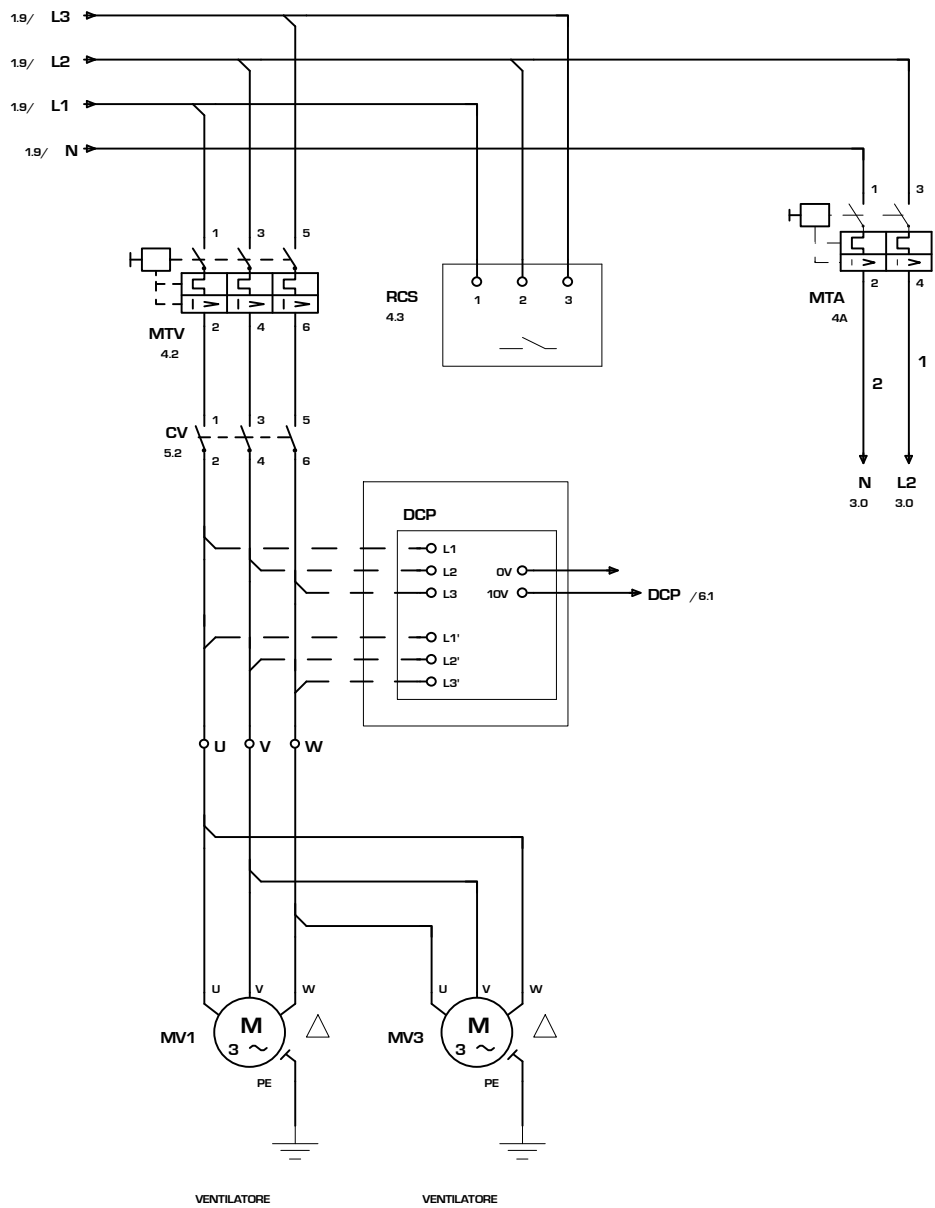 1.9/ L3
1.9/ L2
1.9/ L1
1.9/ N
1 3
1 3 5
2 4
MTA
4A
RCS
4.3
1 2 3
2 4 6
MTV
4.2
1
2
1 3 5
CV
5.2
2 4 6
N L2
3.0 3.0
DCP
L1
L2 0V
L3 10V DCP / 6.1
L1'
L2'
L3'
U V W
U V W U V W
M M
MV1 MV3
3 ~ 3 ~
PE PE
VENTILATORE VENTILATORE